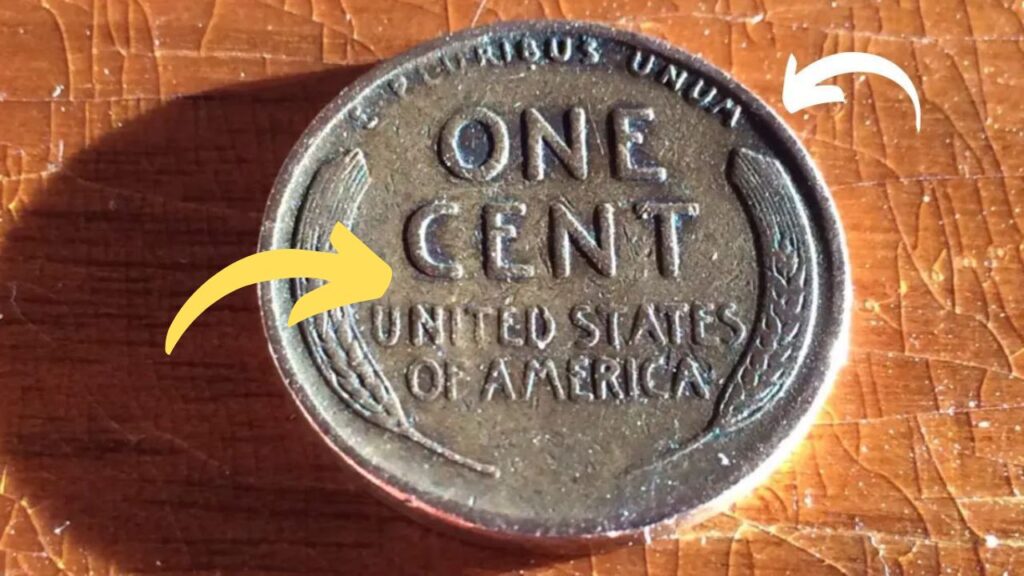 E PLURIBUS UNUM
ONE
CENT
UNITED STATES
OF AMERICA